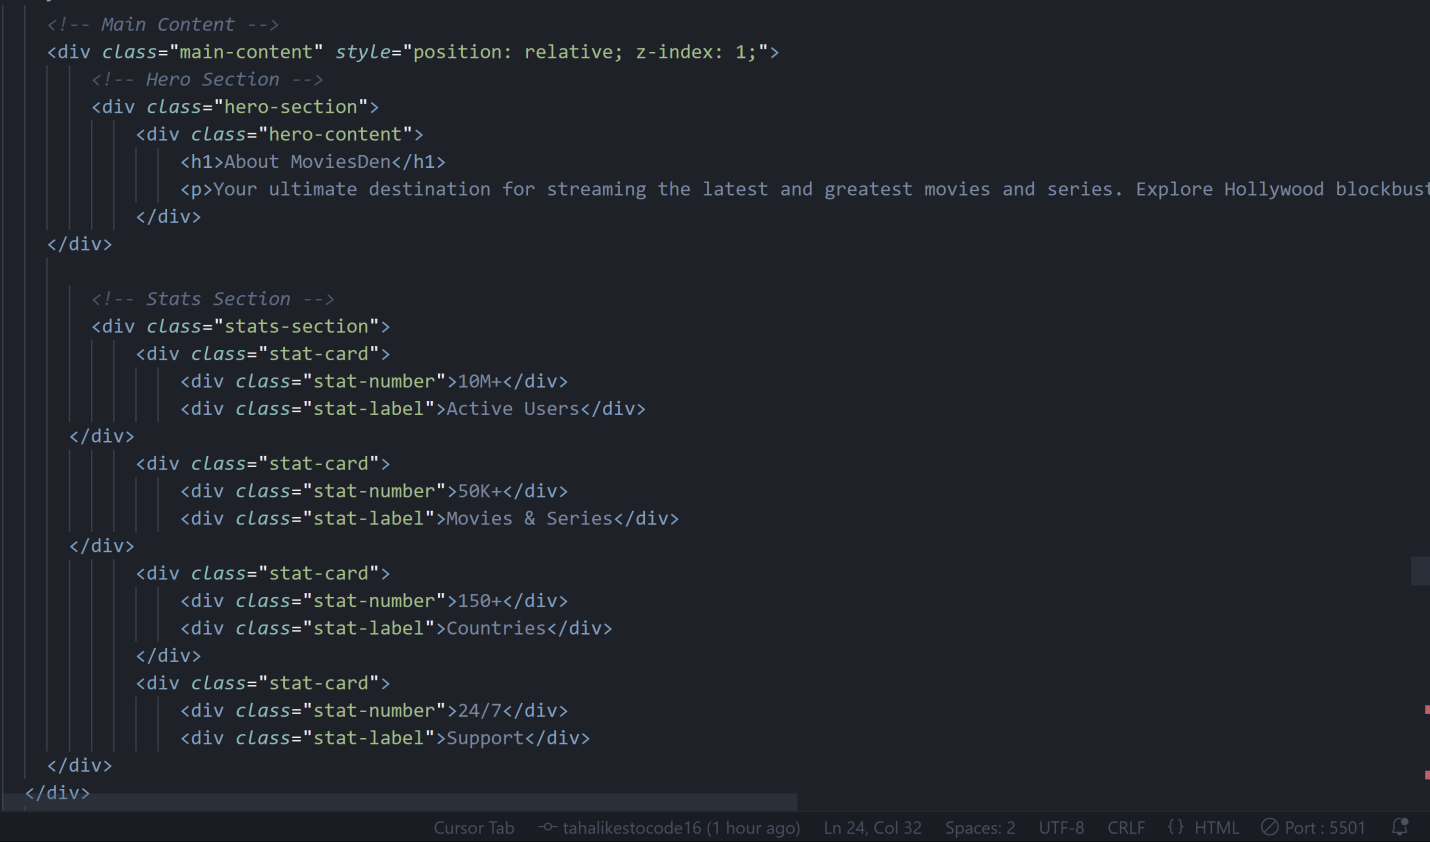 <!-- Main Content -->
<div class="main-content" style="position: relative; z-index: 1;">
<!-- Hero Section -->
<div class="hero-section">
<div class="hero-content">
<h1>About MoviesDen</h1>
<p>Your ultimate destination for streaming the latest and greatest movies and series. Explore Hollywood blockbust
</div>
</div>
<!-- Stats Section -->
<div class="stats-section">
<div class="stat-card">
<div class="stat-number">10M+</div>
<div class="stat-label">Active Users</div>
</div>
<div class="stat-card">
<div class="stat-number">50K+</div>
<div class="stat-label">Movies & Series</div>
</div>
<div class="stat-card">
<div class="stat-number">150+</div>
<div class="stat-label">Countries</div>
</div>
<div class="stat-card">
<div class="stat-number">24/7</div>
<div class="stat-label">Support</div>
</div>
</div>
Cursor Tab tahalikestocode16 (1 hour ago) Ln 24, Col 32 Spaces: 2 UTF-8 CRLF {} HTML Port : 5501